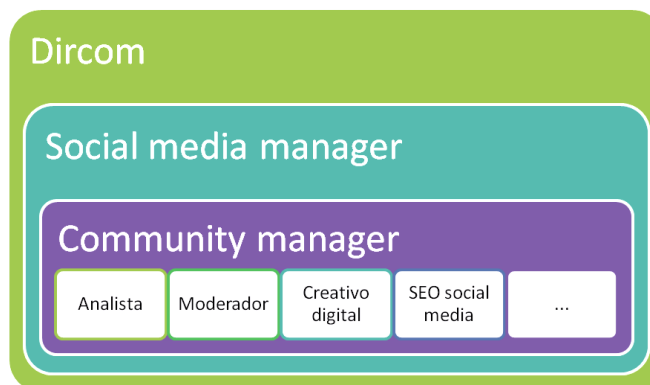 Dircom
Social media manager
Community manager
Analista
Moderador
Creativo
digital
SEO social
media
...